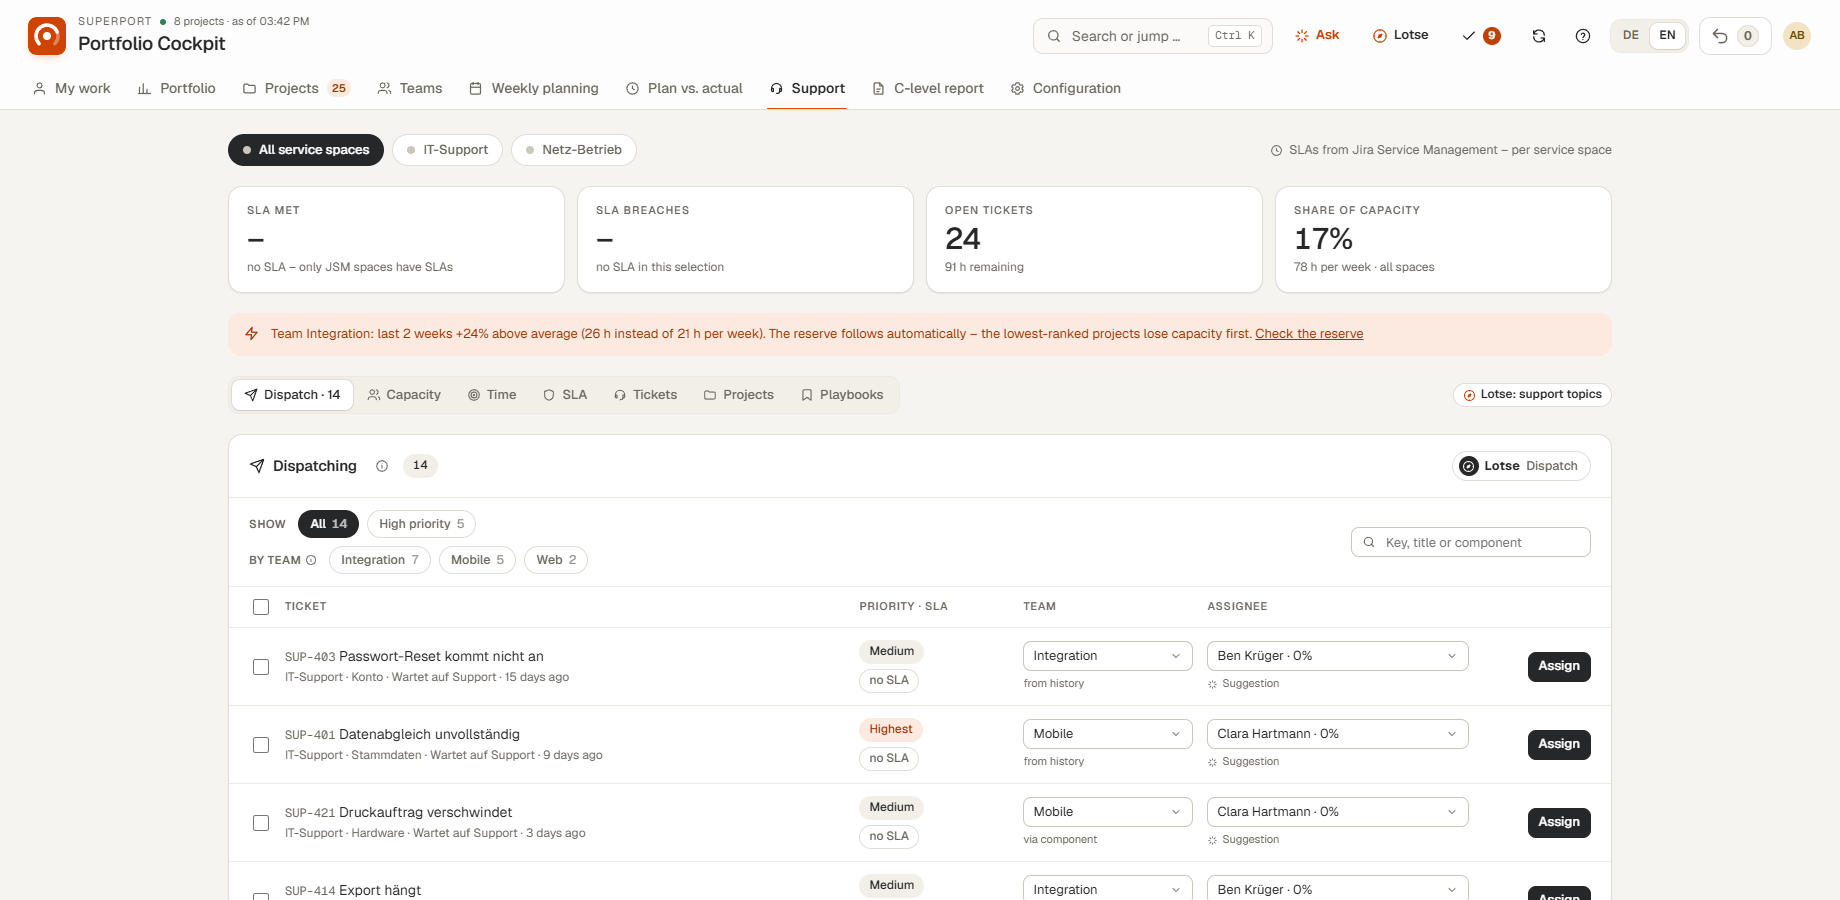 SUPERPORT 8 projects · as of 03:42 PM
Portfolio Cockpit
Search or jump … Ctrl K
Ask
Lotse
9
DE EN
0
AB
My work
Portfolio
Projects 25
Teams
Weekly planning
Plan vs. actual
Support
C-level report
Configuration
All service spaces
IT-Support
Netz-Betrieb
SLAs from Jira Service Management – per service space
SLA MET
–
no SLA – only JSM spaces have SLAs
SLA BREACHES
–
no SLA in this selection
OPEN TICKETS
24
91 h remaining
SHARE OF CAPACITY
17%
78 h per week · all spaces
Team Integration: last 2 weeks +24% above average (26 h instead of 21 h per week). The reserve follows automatically – the lowest-ranked projects lose capacity first. Check the reserve
Dispatch · 14
Capacity
Time
SLA
Tickets
Projects
Playbooks
Lotse: support topics
Dispatching 14
Lotse Dispatch
SHOW All 14 High priority 5
BY TEAM Integration 7 Mobile 5 Web 2
Key, title or component
TICKET PRIORITY · SLA TEAM ASSIGNEE
SUP-403 Passwort-Reset kommt nicht an
IT-Support · Konto · Wartet auf Support · 15 days ago
Medium
no SLA
Integration
from history
Ben Krüger · 0%
Suggestion
Assign
SUP-401 Datenabgleich unvollständig
IT-Support · Stammdaten · Wartet auf Support · 9 days ago
Highest
no SLA
Mobile
from history
Clara Hartmann · 0%
Suggestion
Assign
SUP-421 Druckauftrag verschwindet
IT-Support · Hardware · Wartet auf Support · 3 days ago
Medium
no SLA
Mobile
via component
Clara Hartmann · 0%
Suggestion
Assign
SUP-414 Export hängt
Medium
Integration
Ben Krüger · 0%
Assign